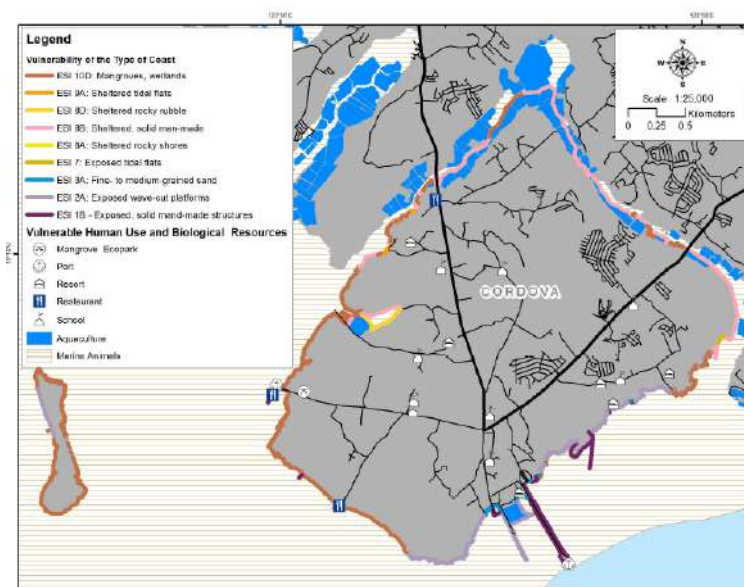 Legend
Vulnerability of the Type of Coast
ESI 10D: Mangroves, wetlands
ESI 9A: Sheltered tidal flats
ESI 8D: Sheltered rocky rubble
ESI 8B: Sheltered, solid man-made
ESI 8A: Sheltered rocky shores
ESI 7: Exposed tidal flats
ESI 3A: Fine- to medium-grained sand
ESI 2A: Exposed wave-cut platforms
ESI 1B - Exposed, solid mand-made structures
Vulnerable Human Use and Biological Resources
Mangrove Ecopark
Port
Resort
Restaurant
School
Aquaculture
Marine Animals
N
W
E
S
Scale 1:25,000
0 0.25 0.5 Kilometers
CORDOVA